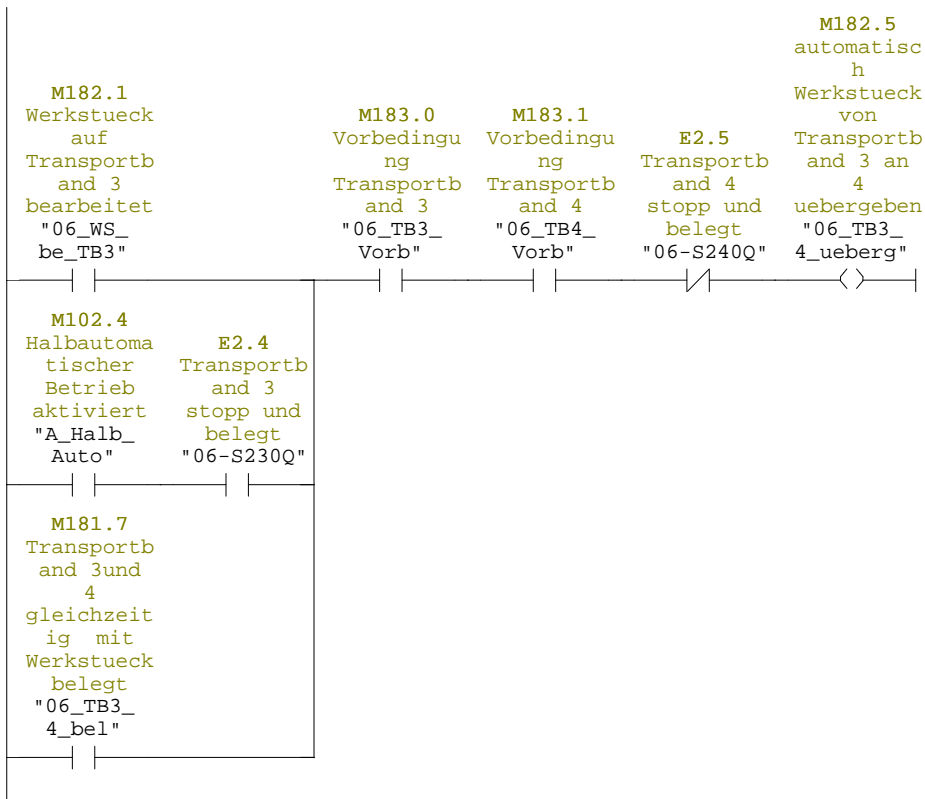 M182.1
Werkstueck
auf
Transportb
and 3
bearbeitet
"06_WS_
be_TB3"
M183.0
Vorbedingu
ng
Transportb
and 3
"06_TB3_
Vorb"
M183.1
Vorbedingu
ng
Transportb
and 4
"06_TB4_
Vorb"
E2.5
Transportb
and 4
stopp und
belegt
"06-S240Q"
M182.5
automatisc
h
Werkstueck
von
Transportb
and 3 an
4
uebergeben
"06_TB3_
4_ueberg"
M102.4
Halbautoma
tischer
Betrieb
aktiviert
"A_Halb_
Auto"
E2.4
Transportb
and 3
stopp und
belegt
"06-S230Q"
M181.7
Transportb
and 3und
4
gleichzeit
ig mit
Werkstueck
belegt
"06_TB3_
4_bel"